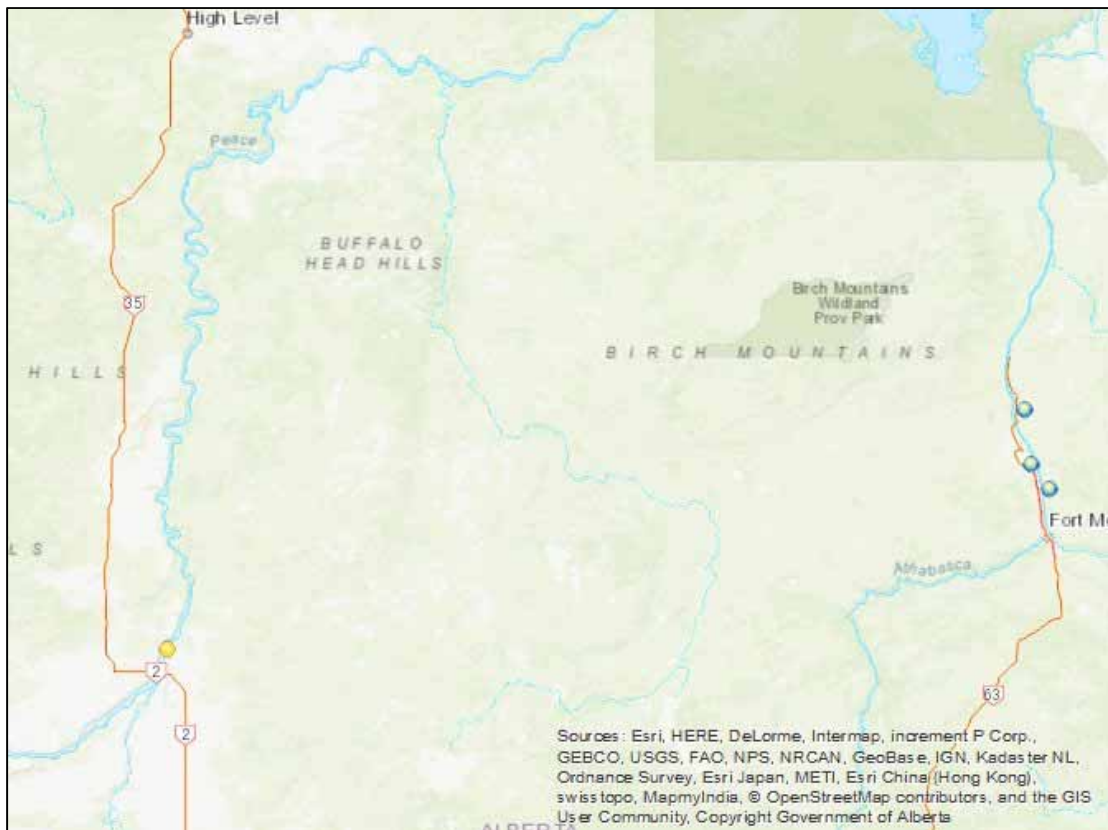 High Level
Peace
BUFFALO
HEAD HILLS
Birch Mountains
Wildland
Prov Park
BIRCH MOUNTAINS
35
HILLS
Fort Mc
L S
Athabasca
2
63
2
Sources: Esri, HERE, DeLorme, Intermap, increment P Corp.,
GEBCO, USGS, FAO, NPS, NRCAN, GeoBase, IGN, Kadaster NL,
Ordnance Survey, Esri Japan, METI, Esri China (Hong Kong),
swisstopo, MapmyIndia, © OpenStreetMap contributors, and the GIS
User Community, Copyright Government of Alberta
ALBERTA